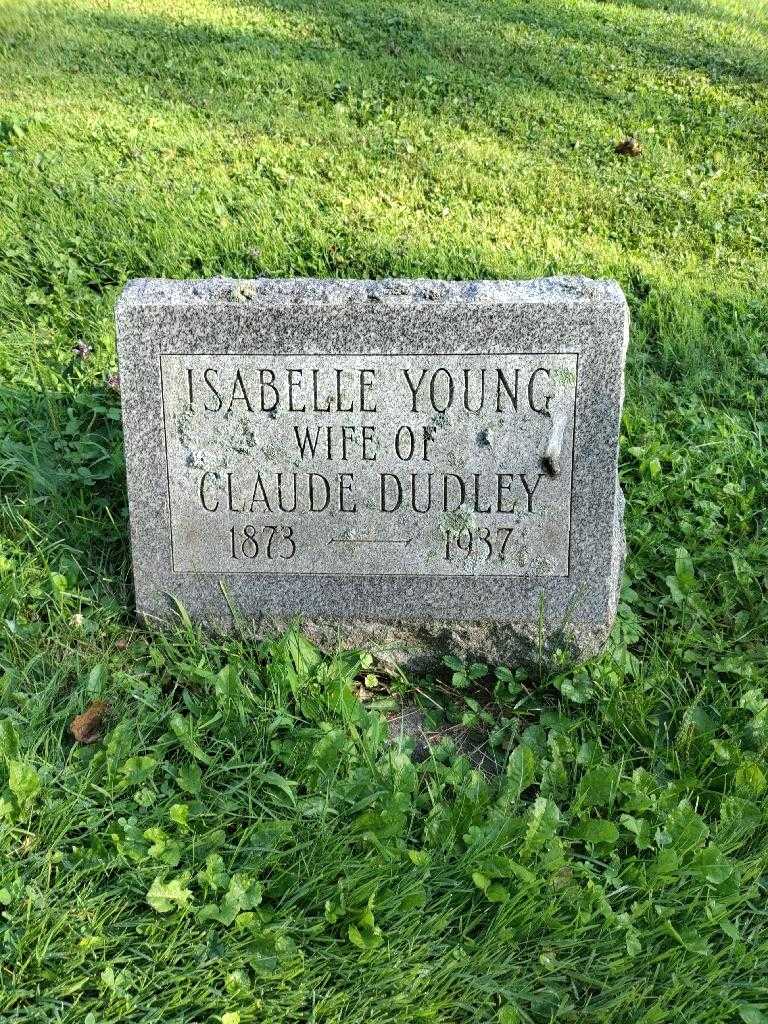 ISABELLE YOUNG
WIFE OF
CLAUDE DUDLEY
1873 — 1937